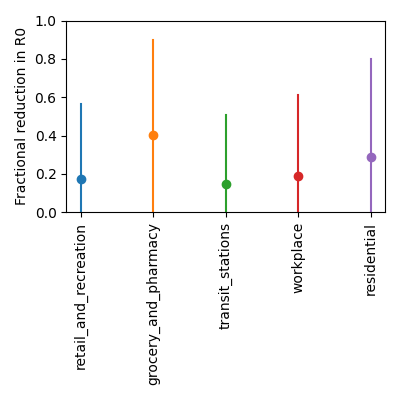 Fractional reduction in R0
1.0
0.8
0.6
0.4
0.2
0.0
retail_and_recreation
grocery_and_pharmacy
transit_stations
workplace
residential